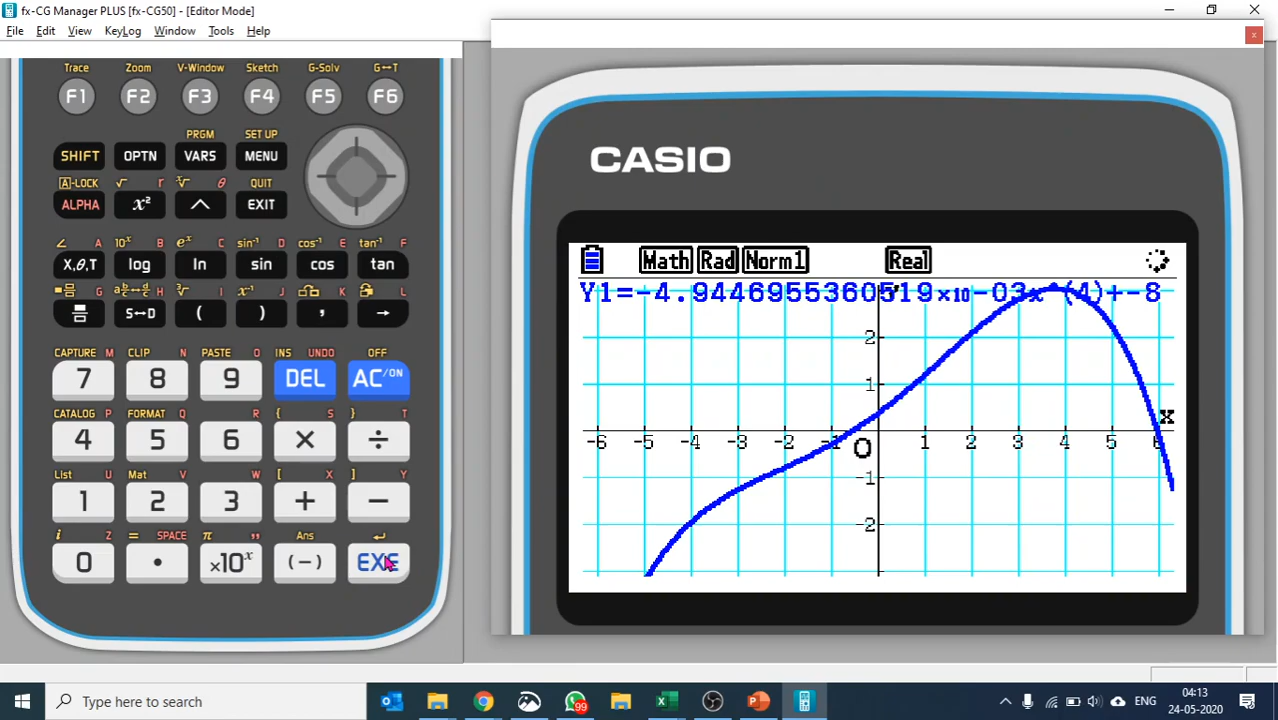 fx-CG Manager PLUS [fx-CG50] - [Editor Mode]
File Edit View KeyLog Window Tools Help
Trace Zoom V-Window Sketch G-Solv G↔T
F1 F2 F3 F4 F5 F6
PRGM SET UP
SHIFT OPTN VARS MENU
A-LOCK √ r ˣ√ θ QUIT
ALPHA x² ^ EXIT
∠ A 10ˣ B eˣ C sin⁻¹ D cos⁻¹ E tan⁻¹ F
X,θ,T log ln sin cos tan
G H ³√ I x⁻¹ J K L
S↔D ( ) , →
CAPTURE M CLIP N PASTE O INS UNDO OFF
7 8 9 DEL AC/ON
CATALOG P FORMAT Q R { S } T
4 5 6 × ÷
List U Mat V W [ X ] Y
1 2 3 + −
i Z = SPACE π " Ans ↵
0 • ×10ˣ (−) EXE
x
CASIO
Math Rad Norm1 Real
Y1=-4.94469553605 19×10-03x^(4)+-8
2
1
-6 -5 -4 -3 -2 -1 O 1 2 3 4 5 6 x
-1
-2
Type here to search
99
ENG
04:13
24-05-2020